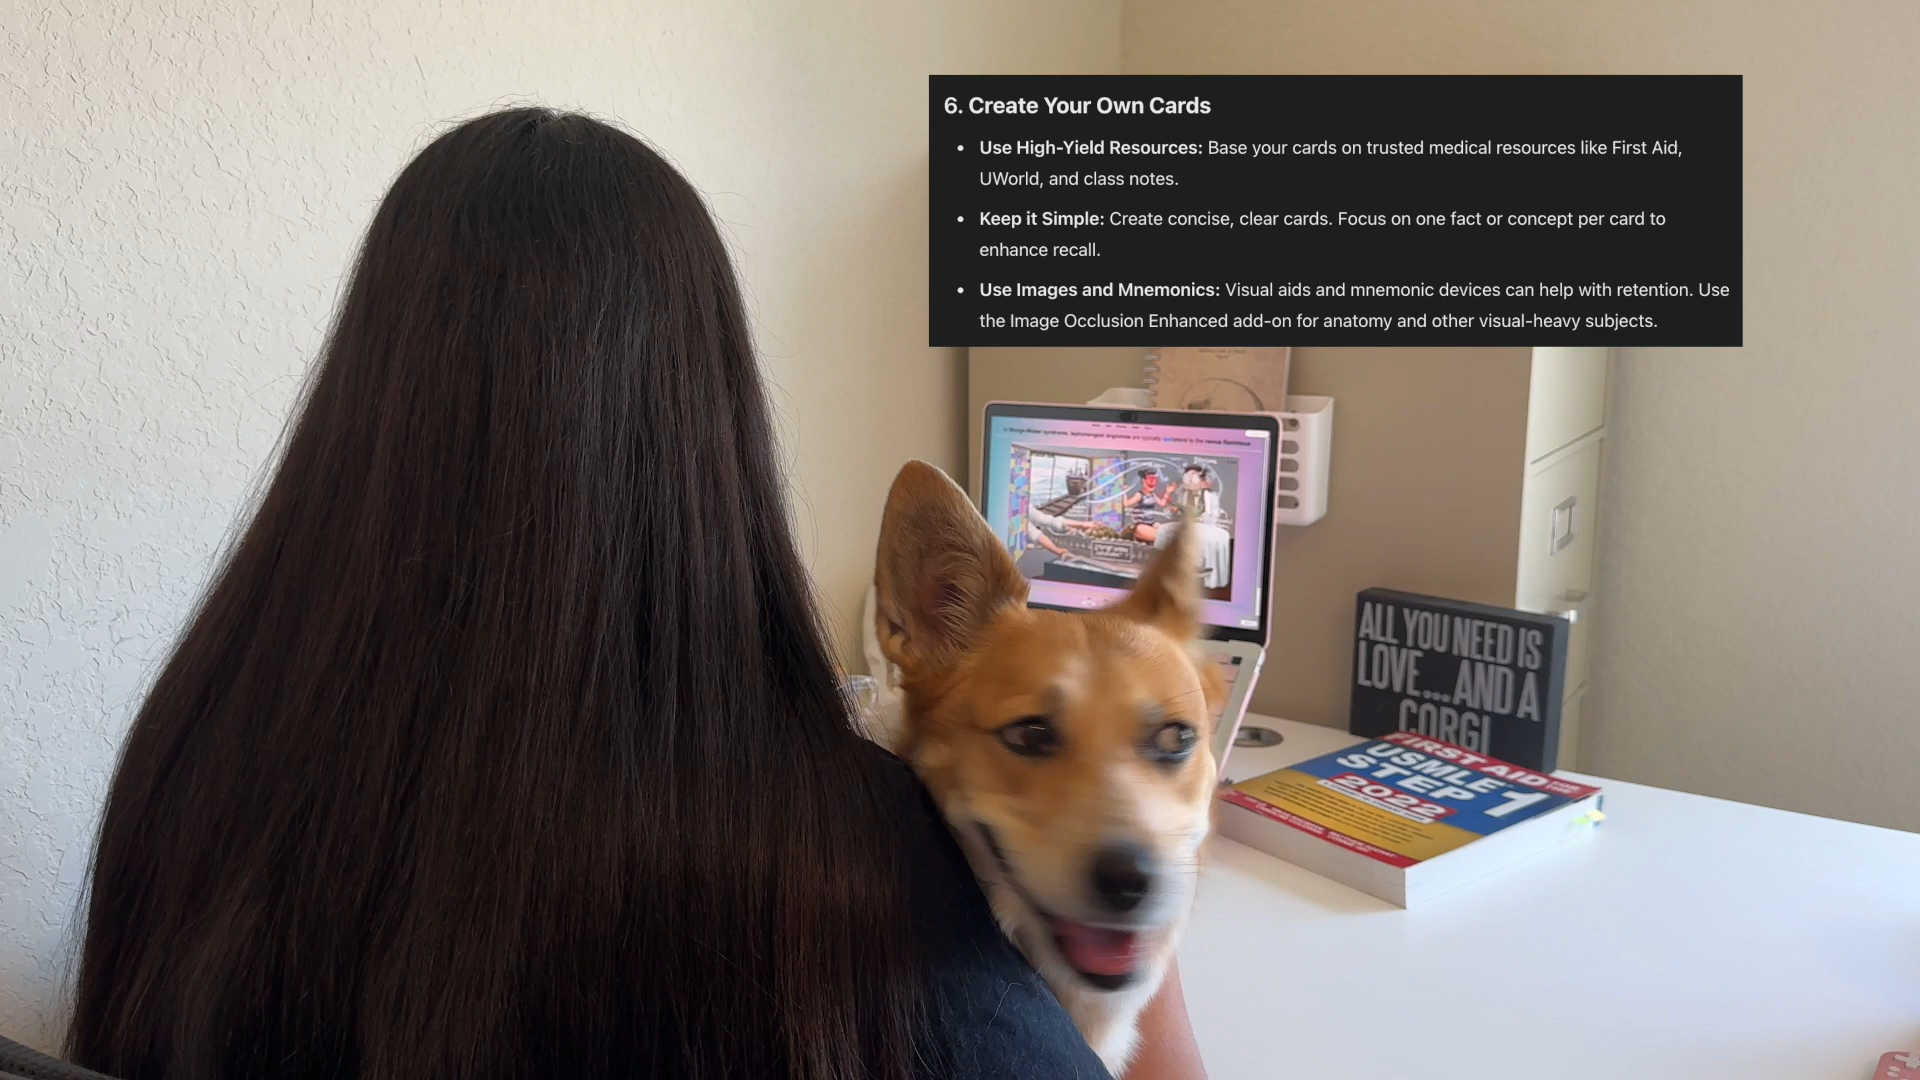 6. Create Your Own Cards
• Use High-Yield Resources: Base your cards on trusted medical resources like First Aid,
UWorld, and class notes.
• Keep it Simple: Create concise, clear cards. Focus on one fact or concept per card to
enhance recall.
• Use Images and Mnemonics: Visual aids and mnemonic devices can help with retention. Use
the Image Occlusion Enhanced add-on for anatomy and other visual-heavy subjects.
ALL YOU NEED IS
LOVE...AND A
CORGI
FIRST AID
USMLE
STEP 1
2022